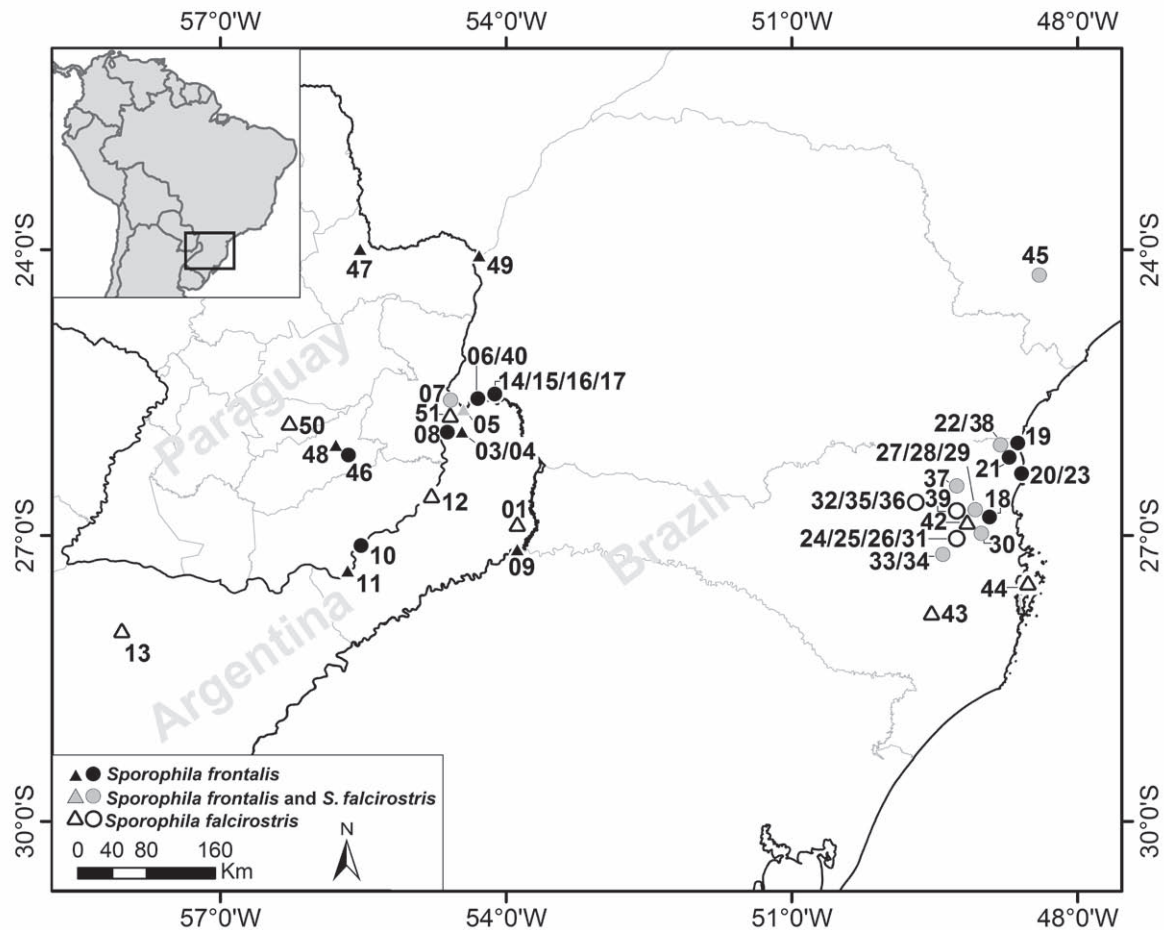 57°0'W 54°0'W 51°0'W 48°0'W
24°0'S 24°0'S
47
49
45
Paraguay
06/40
14/15/16/17
07
51
05
50
08
03/04
48
46
22/38
19
27/28/29
21
20/23
37
12
01
32/35/36
39
18
42
27°0'S 27°0'S
24/25/26/31
30
10
09
33/34
11
Brazil
44
43
13
Argentina
Sporophila frontalis
Sporophila frontalis and S. falcirostris
Sporophila falcirostris
N
0 40 80 160
Km
30°0'S 30°0'S
57°0'W 54°0'W 51°0'W 48°0'W